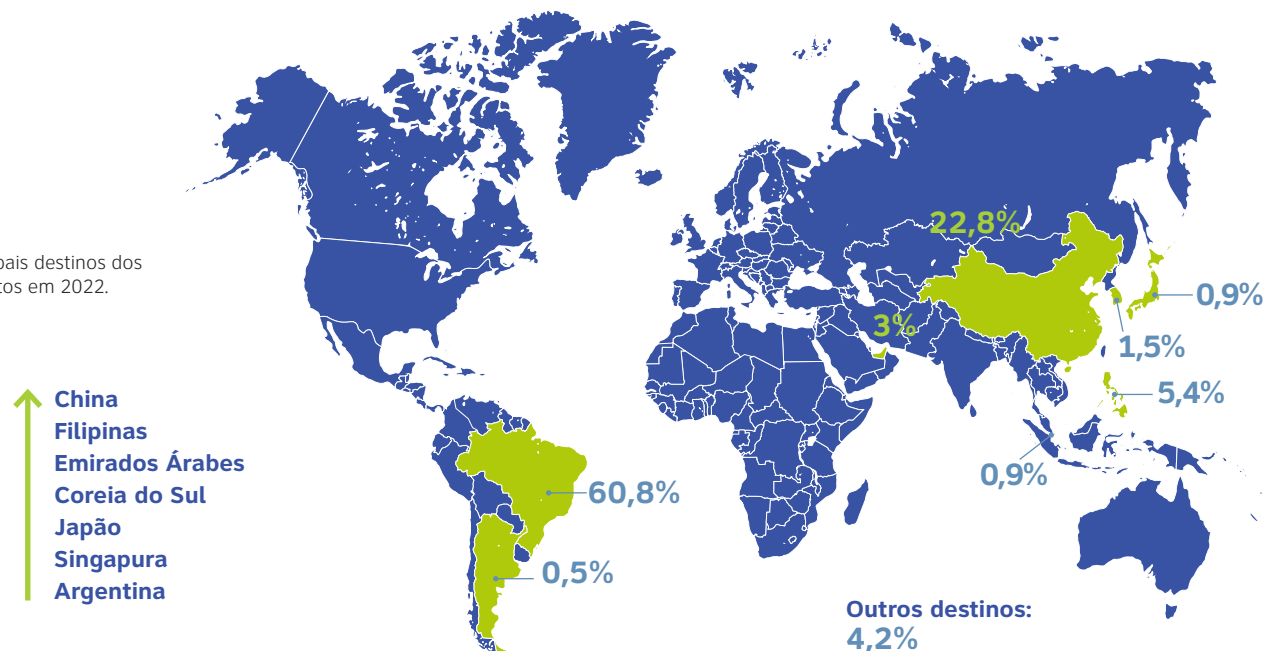 pais destinos dos
tos em 2022.
China
Filipinas
Emirados Árabes
Coreia do Sul
Japão
Singapura
Argentina
22,8%
3%
0,9%
1,5%
5,4%
0,9%
60,8%
0,5%
Outros destinos:
4,2%